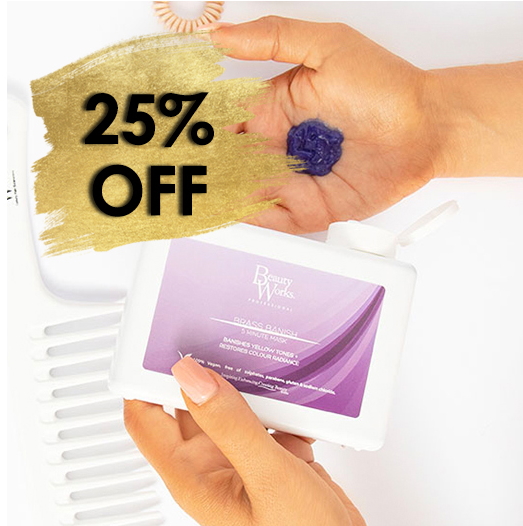 25%
OFF
Beauty
Works
PROFESSIONAL
BRASS BANISH
5 MINUTE MASK
BANISHES YELLOW TONES +
RESTORES COLOUR RADIANCE
Vegan free of sulphates, parabens, gluten & sodium chloride.